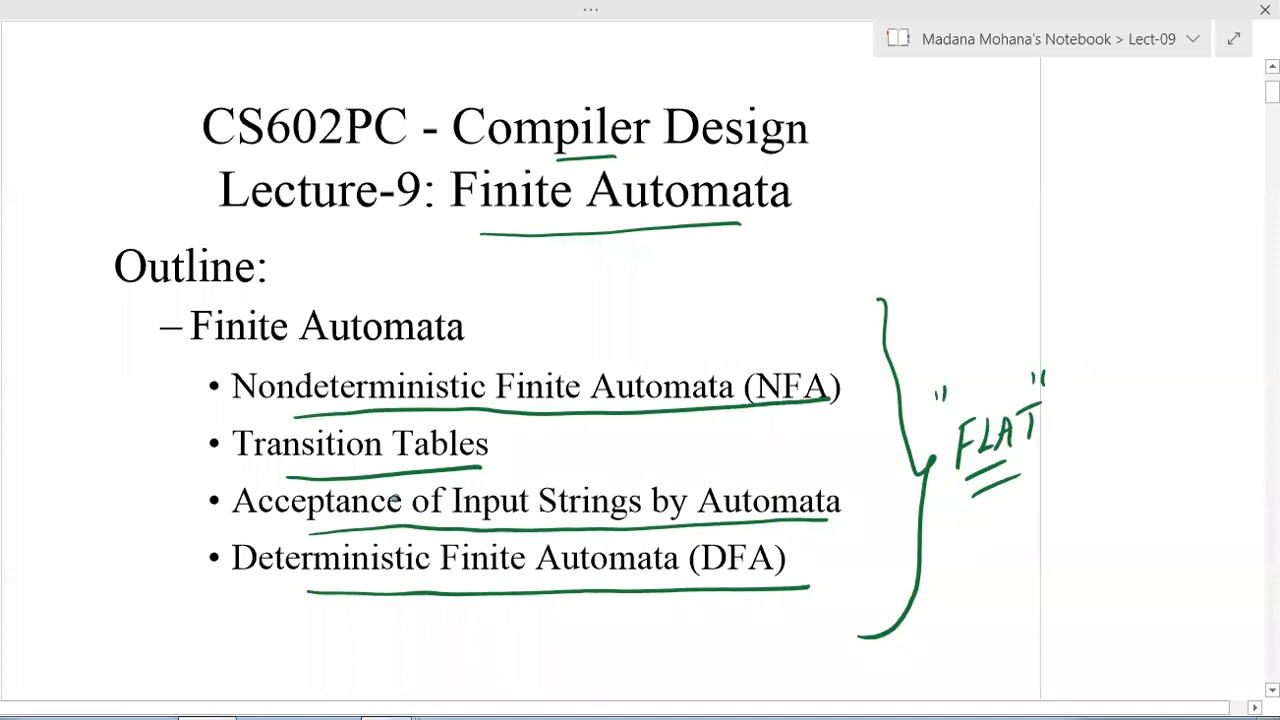 Madana Mohana's Notebook > Lect-09
CS602PC - Compiler Design
Lecture-9: Finite Automata
Outline:
– Finite Automata
• Nondeterministic Finite Automata (NFA)
• Transition Tables
• Acceptance of Input Strings by Automata
• Deterministic Finite Automata (DFA)
"FLAT"